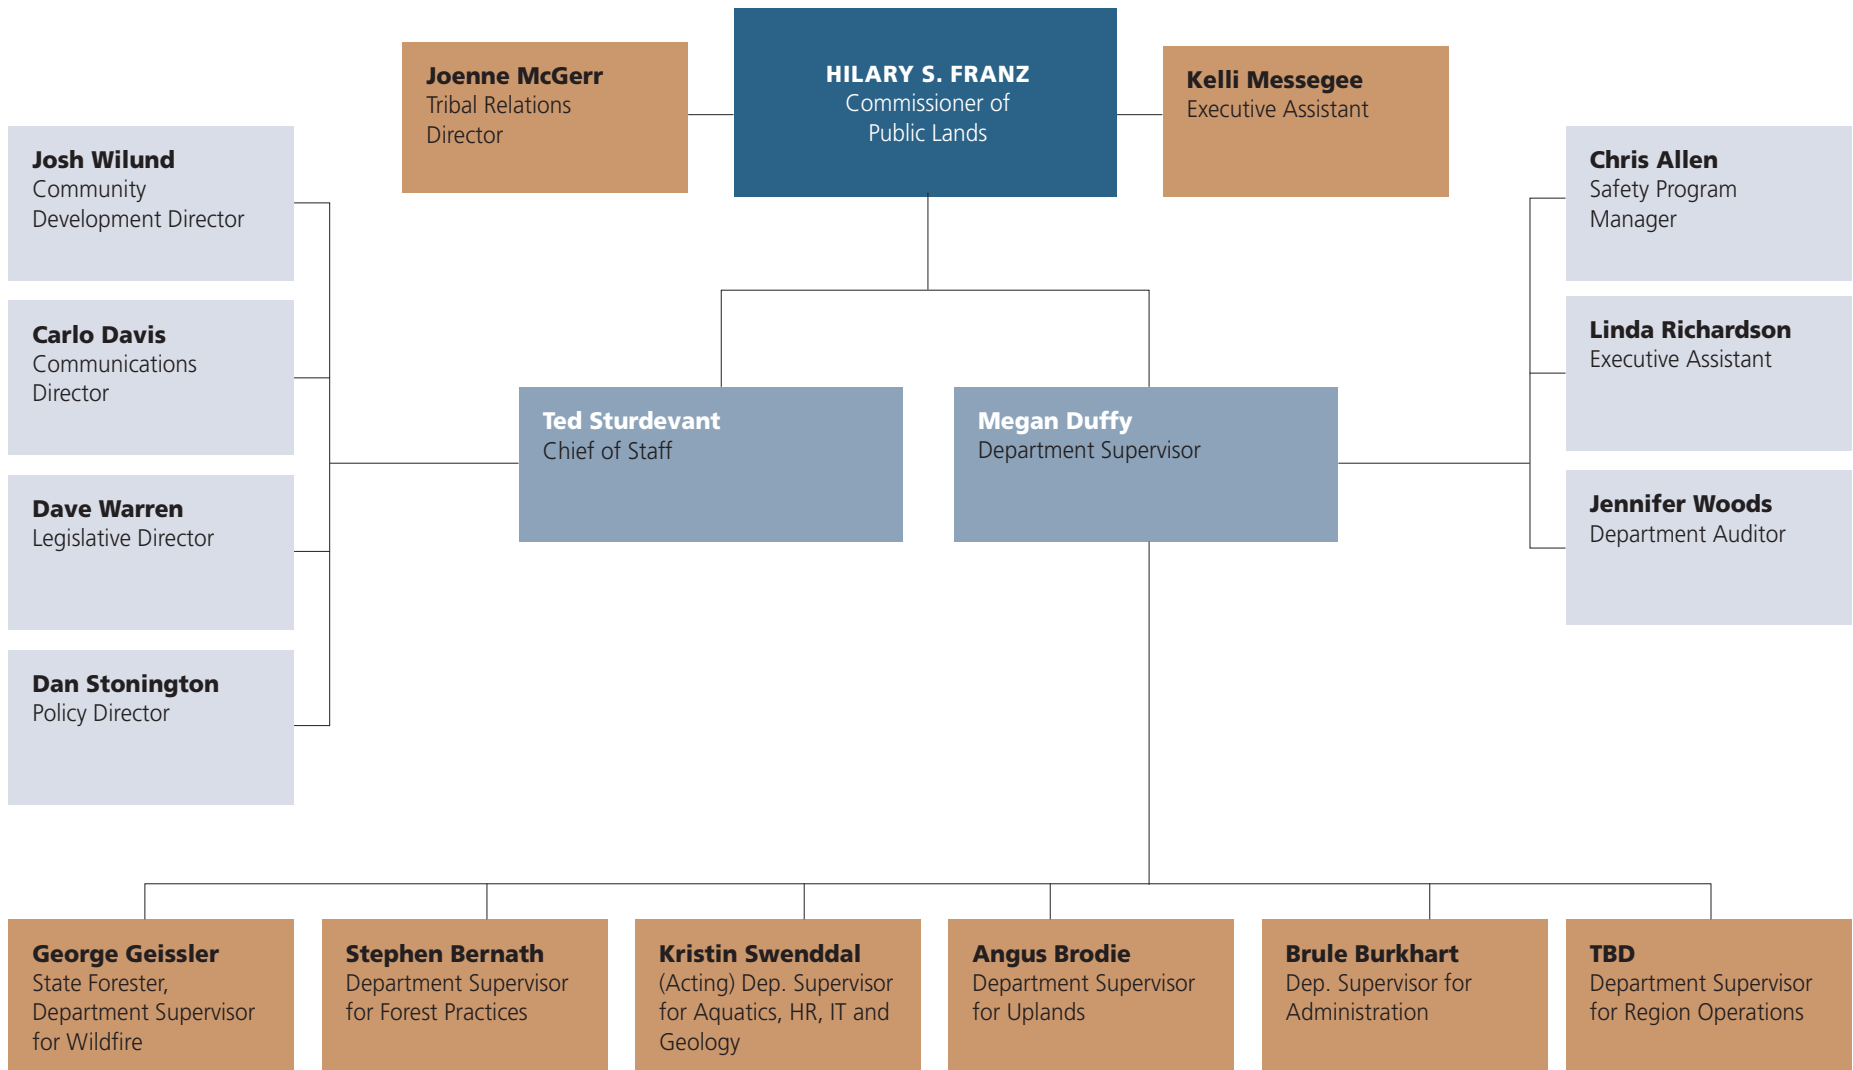 HILARY S. FRANZ
Commissioner of
Public Lands
Joenne McGerr
Tribal Relations
Director
Kelli Messegee
Executive Assistant
Josh Wilund
Community
Development Director
Carlo Davis
Communications
Director
Dave Warren
Legislative Director
Dan Stonington
Policy Director
Ted Sturdevant
Chief of Staff
Megan Duffy
Department Supervisor
Chris Allen
Safety Program
Manager
Linda Richardson
Executive Assistant
Jennifer Woods
Department Auditor
George Geissler
State Forester,
Department Supervisor
for Wildfire
Stephen Bernath
Department Supervisor
for Forest Practices
Kristin Swenddal
(Acting) Dep. Supervisor
for Aquatics, HR, IT and
Geology
Angus Brodie
Department Supervisor
for Uplands
Brule Burkhart
Dep. Supervisor for
Administration
TBD
Department Supervisor
for Region Operations